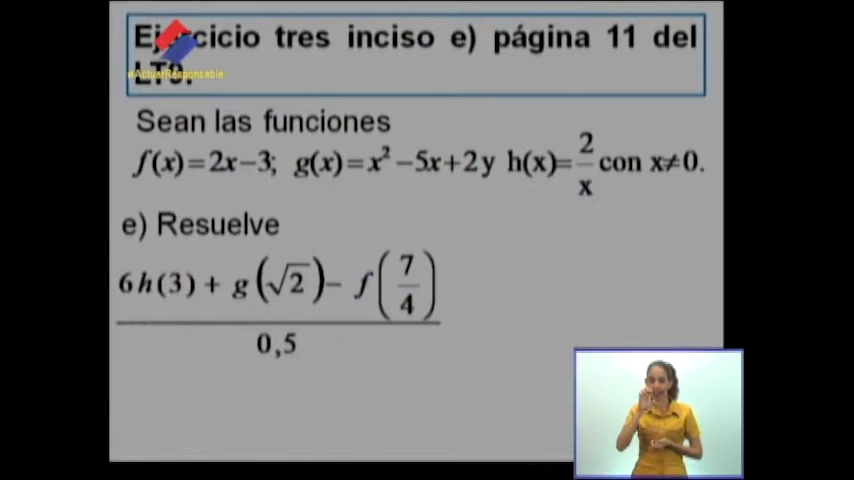 Ejercicio tres inciso e) página 11 del
#ActuarResponsable
Sean las funciones
f(x)=2x−3; g(x)=x²−5x+2 y h(x)=2/x con x≠0.
e) Resuelve
6h(3) + g(√2)− f(7/4)
0,5